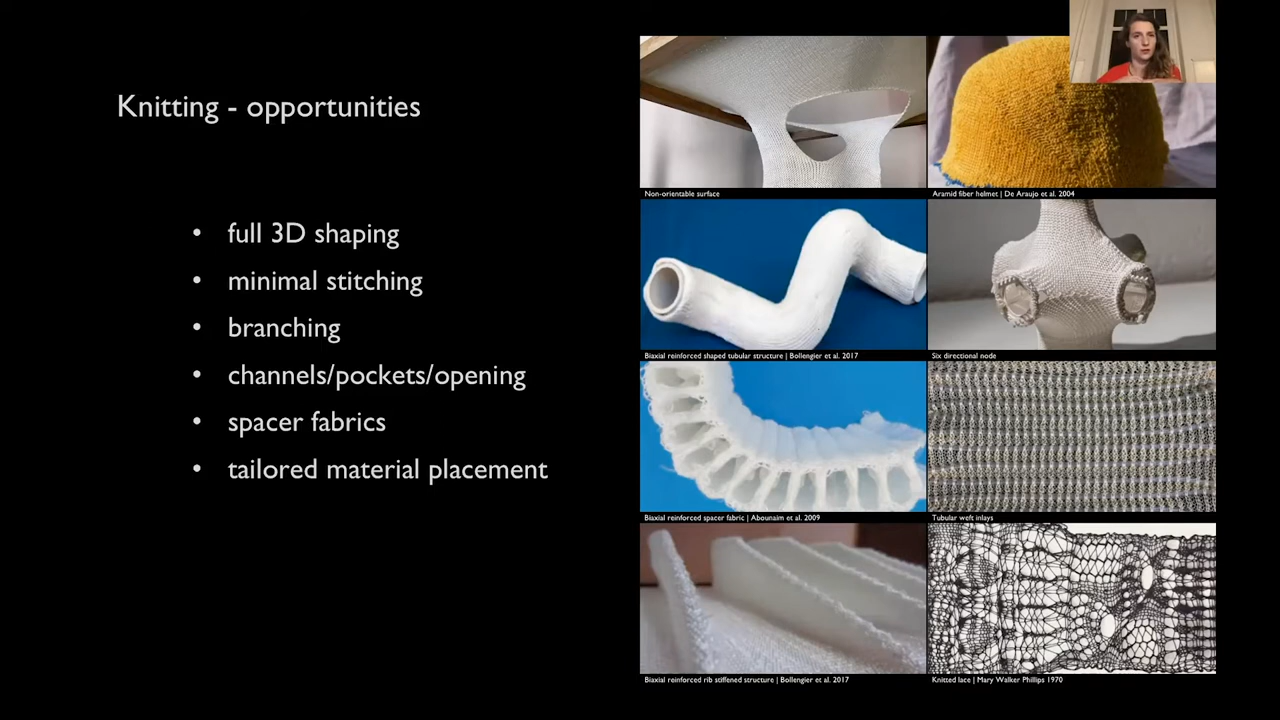 Knitting - opportunities
• full 3D shaping
• minimal stitching
• branching
• channels/pockets/opening
• spacer fabrics
• tailored material placement
Non-orientable surface
Aramid fiber helmet | De Araujo et al. 2004
Biaxial reinforced shaped tubular structure | Bollengier et al. 2017
Six directional node
Biaxial reinforced spacer fabric | Abounaim et al. 2009
Tubular weft inlays
Biaxial reinforced rib stiffened structure | Bollengier et al. 2017
Knitted lace | Mary Walker Phillips 1970